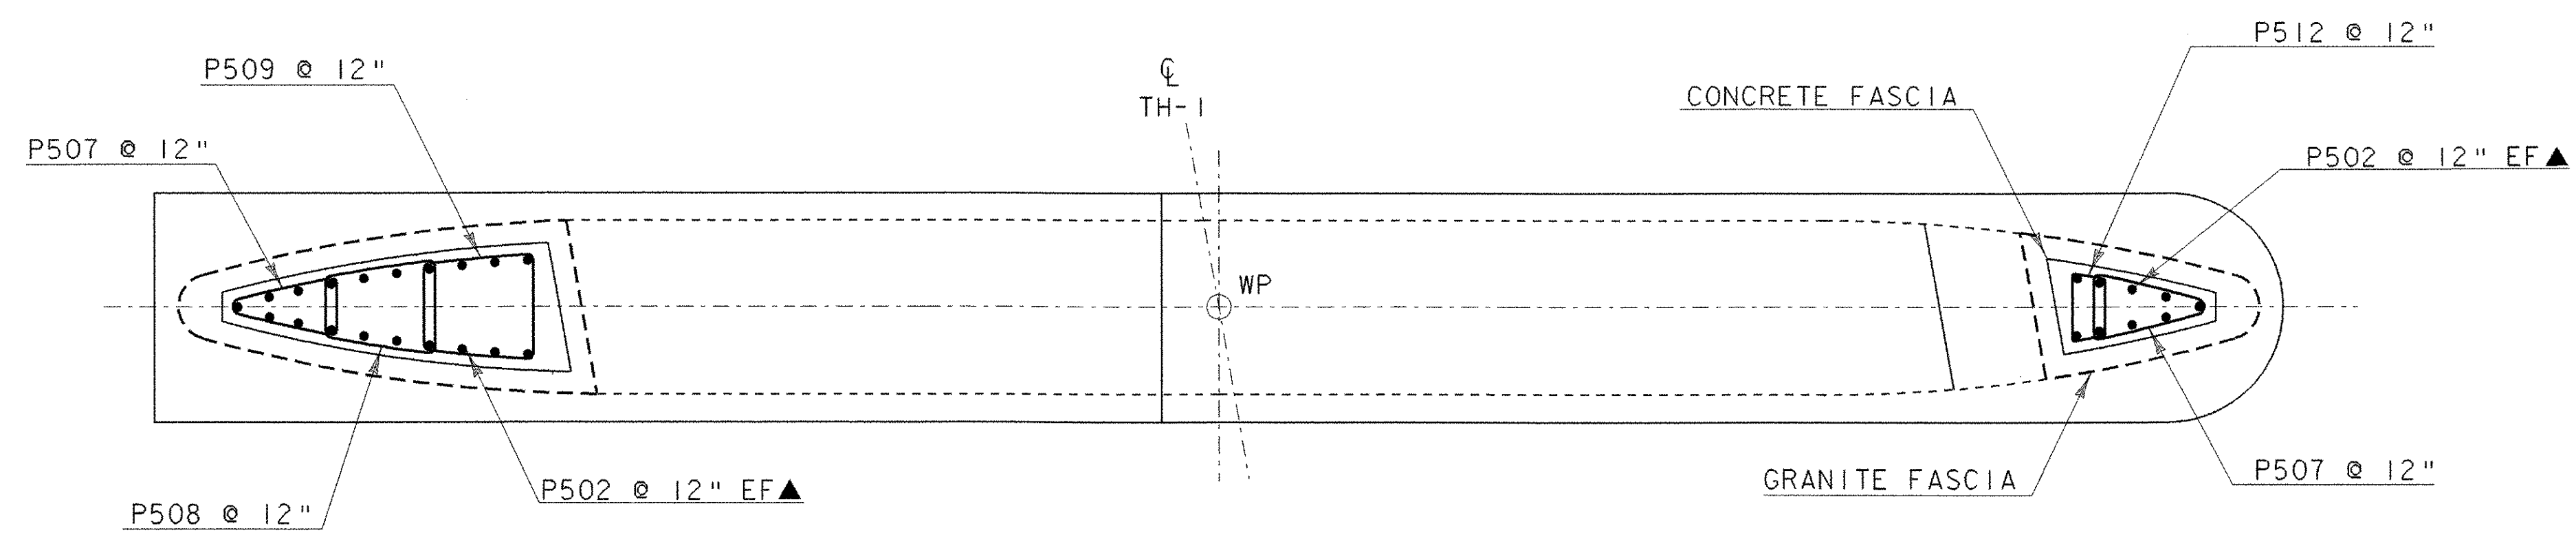 P512 @ 12"
P509 @ 12"
℄
TH-1
CONCRETE FASCIA
P507 @ 12"
P502 @ 12" EF▲
WP
P502 @ 12" EF▲
GRANITE FASCIA
P507 @ 12"
P508 @ 12"